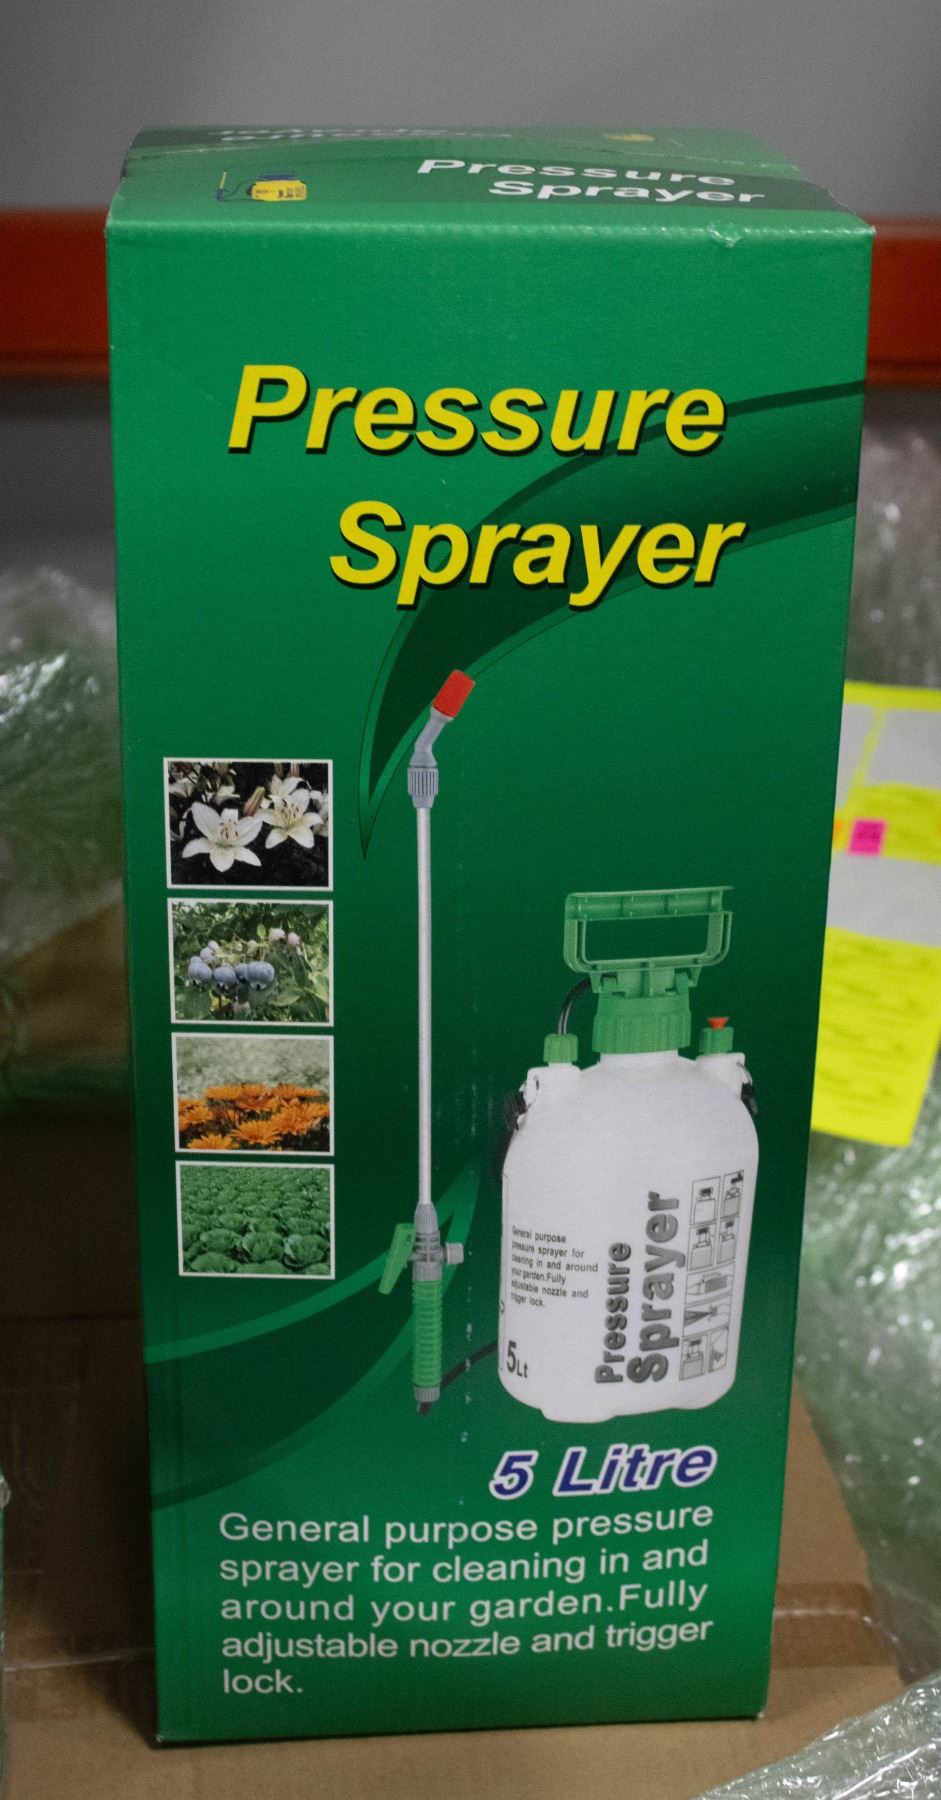 Pressure
Sprayer
Pressure
Sprayer
General purpose
pressure sprayer for
cleaning in and around
your garden.Fully
adjustable nozzle and
trigger lock.
Pressure
Sprayer
5Lt
5 Litre
General purpose pressure
sprayer for cleaning in and
around your garden.Fully
adjustable nozzle and trigger
lock.